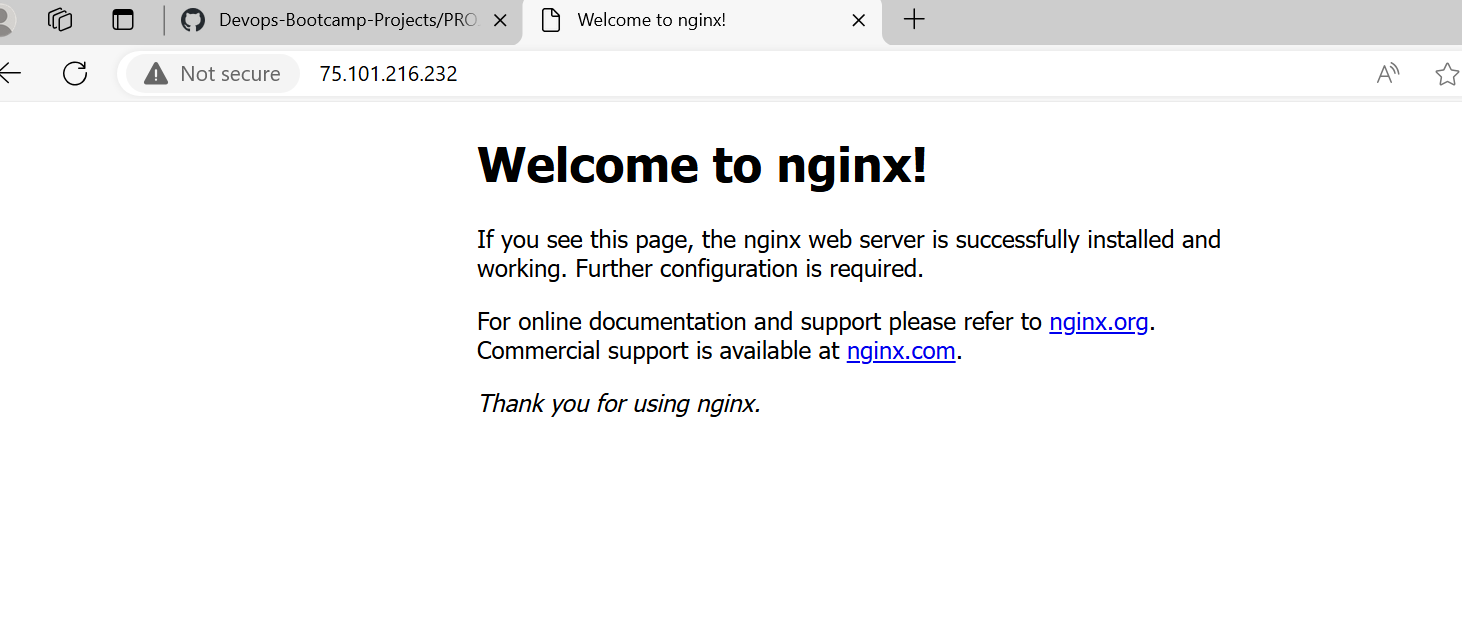 Devops-Bootcamp-Projects/PRO
Welcome to nginx!
Not secure
75.101.216.232
Welcome to nginx!
If you see this page, the nginx web server is successfully installed and
working. Further configuration is required.
For online documentation and support please refer to nginx.org.
Commercial support is available at nginx.com.
Thank you for using nginx.